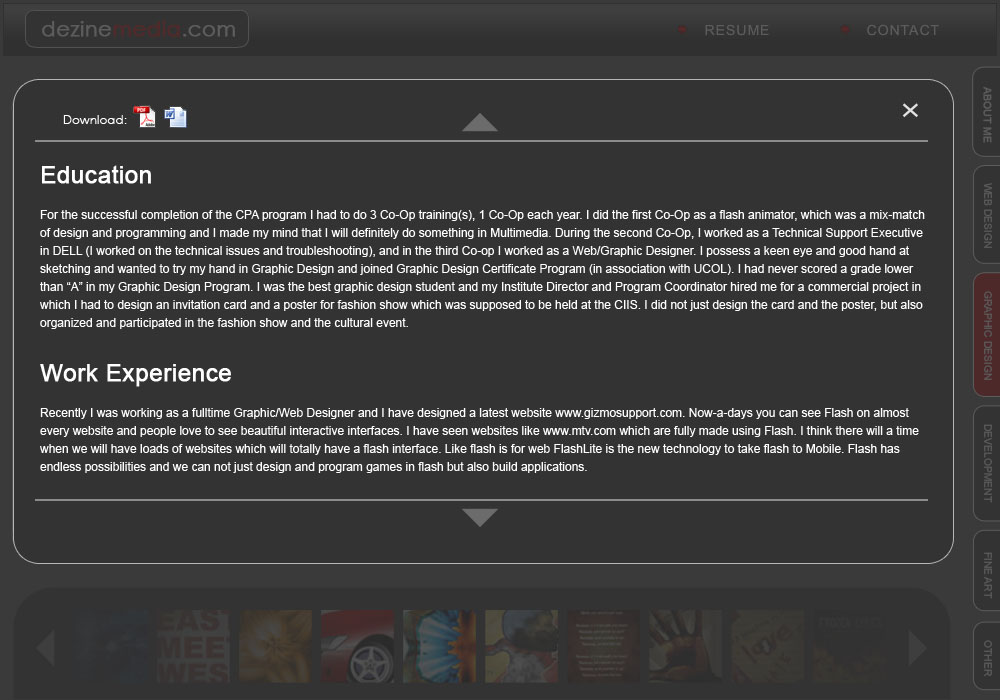 dezinemedia.com
RESUME
CONTACT
Download:
PDF
Adobe
W
×
Education
For the successful completion of the CPA program I had to do 3 Co-Op training(s), 1 Co-Op each year. I did the first Co-Op as a flash animator, which was a mix-match
of design and programming and I made my mind that I will definitely do something in Multimedia. During the second Co-Op, I worked as a Technical Support Executive
in DELL (I worked on the technical issues and troubleshooting), and in the third Co-op I worked as a Web/Graphic Designer. I possess a keen eye and good hand at
sketching and wanted to try my hand in Graphic Design and joined Graphic Design Certificate Program (in association with UCOL). I had never scored a grade lower
than “A” in my Graphic Design Program. I was the best graphic design student and my Institute Director and Program Coordinator hired me for a commercial project in
which I had to design an invitation card and a poster for fashion show which was supposed to be held at the CIIS. I did not just design the card and the poster, but also
organized and participated in the fashion show and the cultural event.
Work Experience
Recently I was working as a fulltime Graphic/Web Designer and I have designed a latest website www.gizmosupport.com. Now-a-days you can see Flash on almost
every website and people love to see beautiful interactive interfaces. I have seen websites like www.mtv.com which are fully made using Flash. I think there will a time
when we will have loads of websites which will totally have a flash interface. Like flash is for web FlashLite is the new technology to take flash to Mobile. Flash has
endless possibilities and we can not just design and program games in flash but also build applications.
ABOUT ME
WEB DESIGN
GRAPHIC DESIGN
DEVELOPMENT
FINE ART
OTHER
EAS
MEE
WES